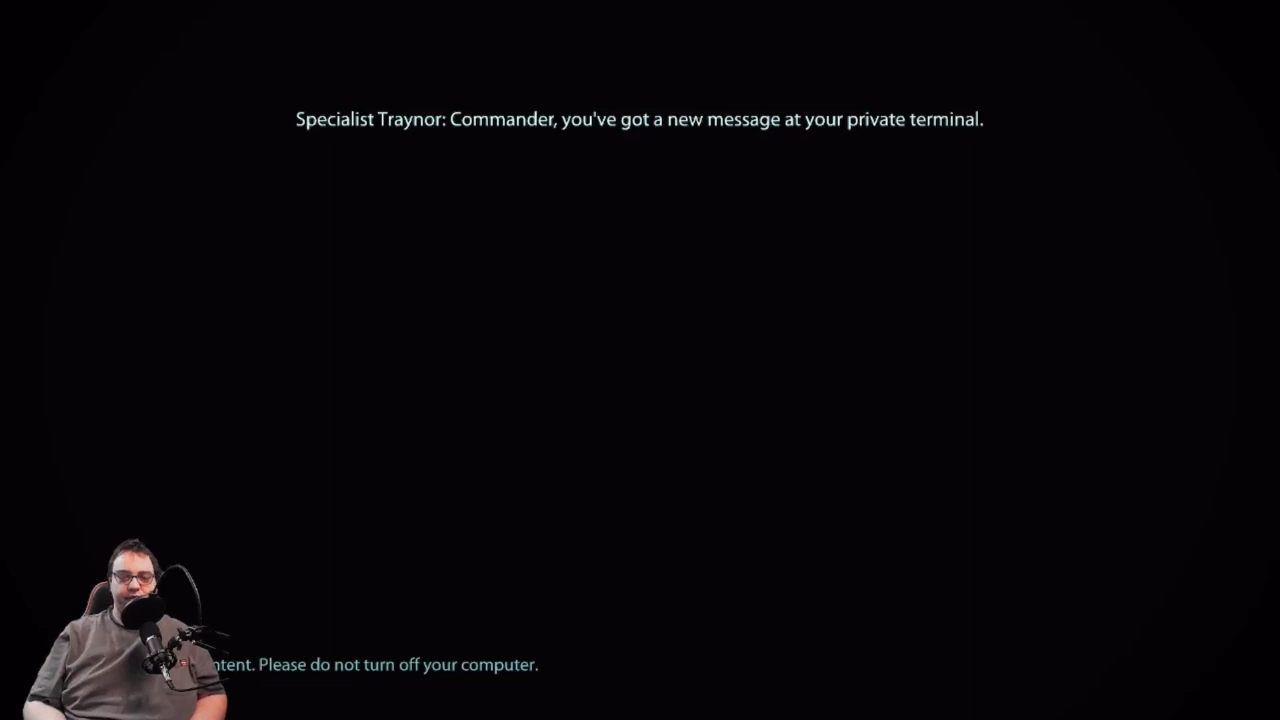 Specialist Traynor: Commander, you've got a new message at your private terminal.
Please do not turn off your computer.